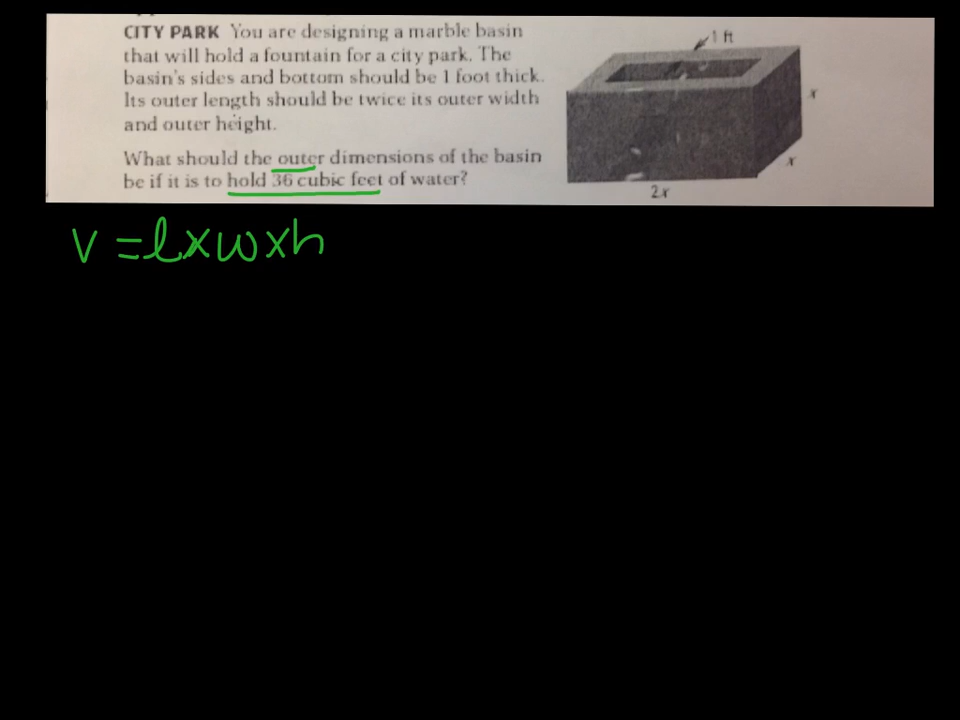 CITY PARK You are designing a marble basin
that will hold a fountain for a city park. The
basin's sides and bottom should be 1 foot thick.
Its outer length should be twice its outer width
and outer height.
What should the outer dimensions of the basin
be if it is to hold 36 cubic feet of water?
1 ft
x
x
2x
V = l x w x h